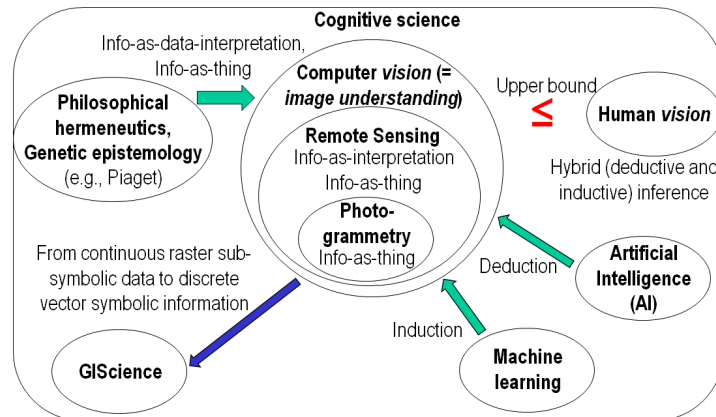 Cognitive science
Info-as-data-interpretation,
Info-as-thing
Philosophical
hermeneutics,
Genetic epistemology
(e.g., Piaget)
Computer vision (=
image understanding)
Remote Sensing
Info-as-interpretation
Info-as-thing
Photo-
grammetry
Info-as-thing
Upper bound
≤
Human vision
Hybrid (deductive and
inductive) inference
From continuous raster sub-
symbolic data to discrete
vector symbolic information
GIScience
Deduction
Artificial
Intelligence
(AI)
Induction
Machine
learning